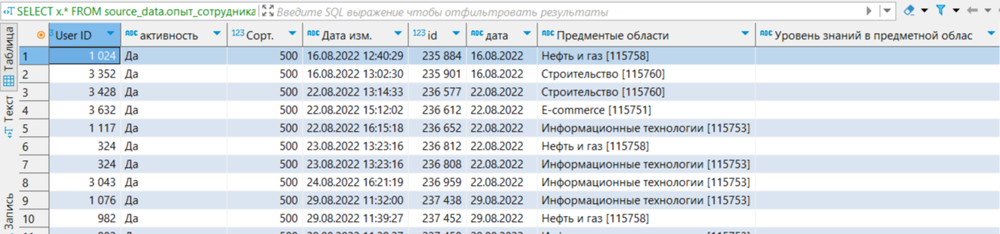 SELECT x.* FROM source_data.опыт_сотрудника Введите SQL выражение чтобы отфильтровать результаты
Таблица
Текст
Запись
User ID активность Сорт. Дата изм. id дата Предментые области Уровень знаний в предметной облас
1 1 024 Да 500 16.08.2022 12:40:29 235 884 16.08.2022 Нефть и газ [115758]
2 3 352 Да 500 16.08.2022 13:02:30 235 901 16.08.2022 Строительство [115760]
3 3 428 Да 500 22.08.2022 13:14:33 236 577 22.08.2022 Строительство [115760]
4 3 632 Да 500 22.08.2022 15:12:02 236 612 22.08.2022 E-commerce [115751]
5 1 117 Да 500 22.08.2022 16:15:18 236 652 22.08.2022 Информационные технологии [115753]
6 324 Да 500 23.08.2022 13:23:16 236 812 22.08.2022 Нефть и газ [115758]
7 324 Да 500 23.08.2022 13:23:16 236 808 22.08.2022 Информационные технологии [115753]
8 3 043 Да 500 24.08.2022 16:21:19 236 959 22.08.2022 Информационные технологии [115753]
9 1 076 Да 500 29.08.2022 11:32:00 237 438 29.08.2022 Информационные технологии [115753]
10 982 Да 500 29.08.2022 11:39:27 237 452 29.08.2022 Нефть и газ [115758]